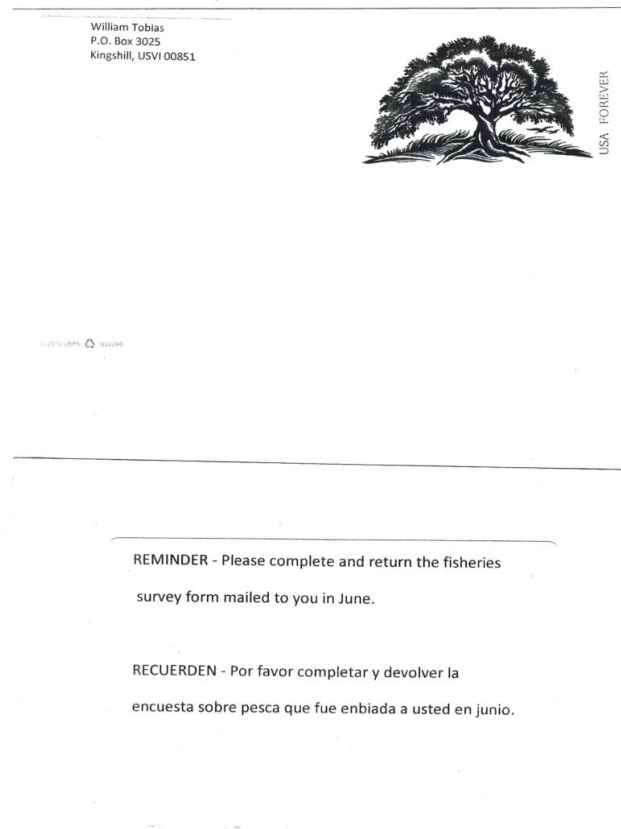 William Tobias
P.O. Box 3025
Kingshill, USVI 00851
USA FOREVER
REMINDER - Please complete and return the fisheries
survey form mailed to you in June.
RECUERDEN - Por favor completar y devolver la
encuesta sobre pesca que fue enbiada a usted en junio.